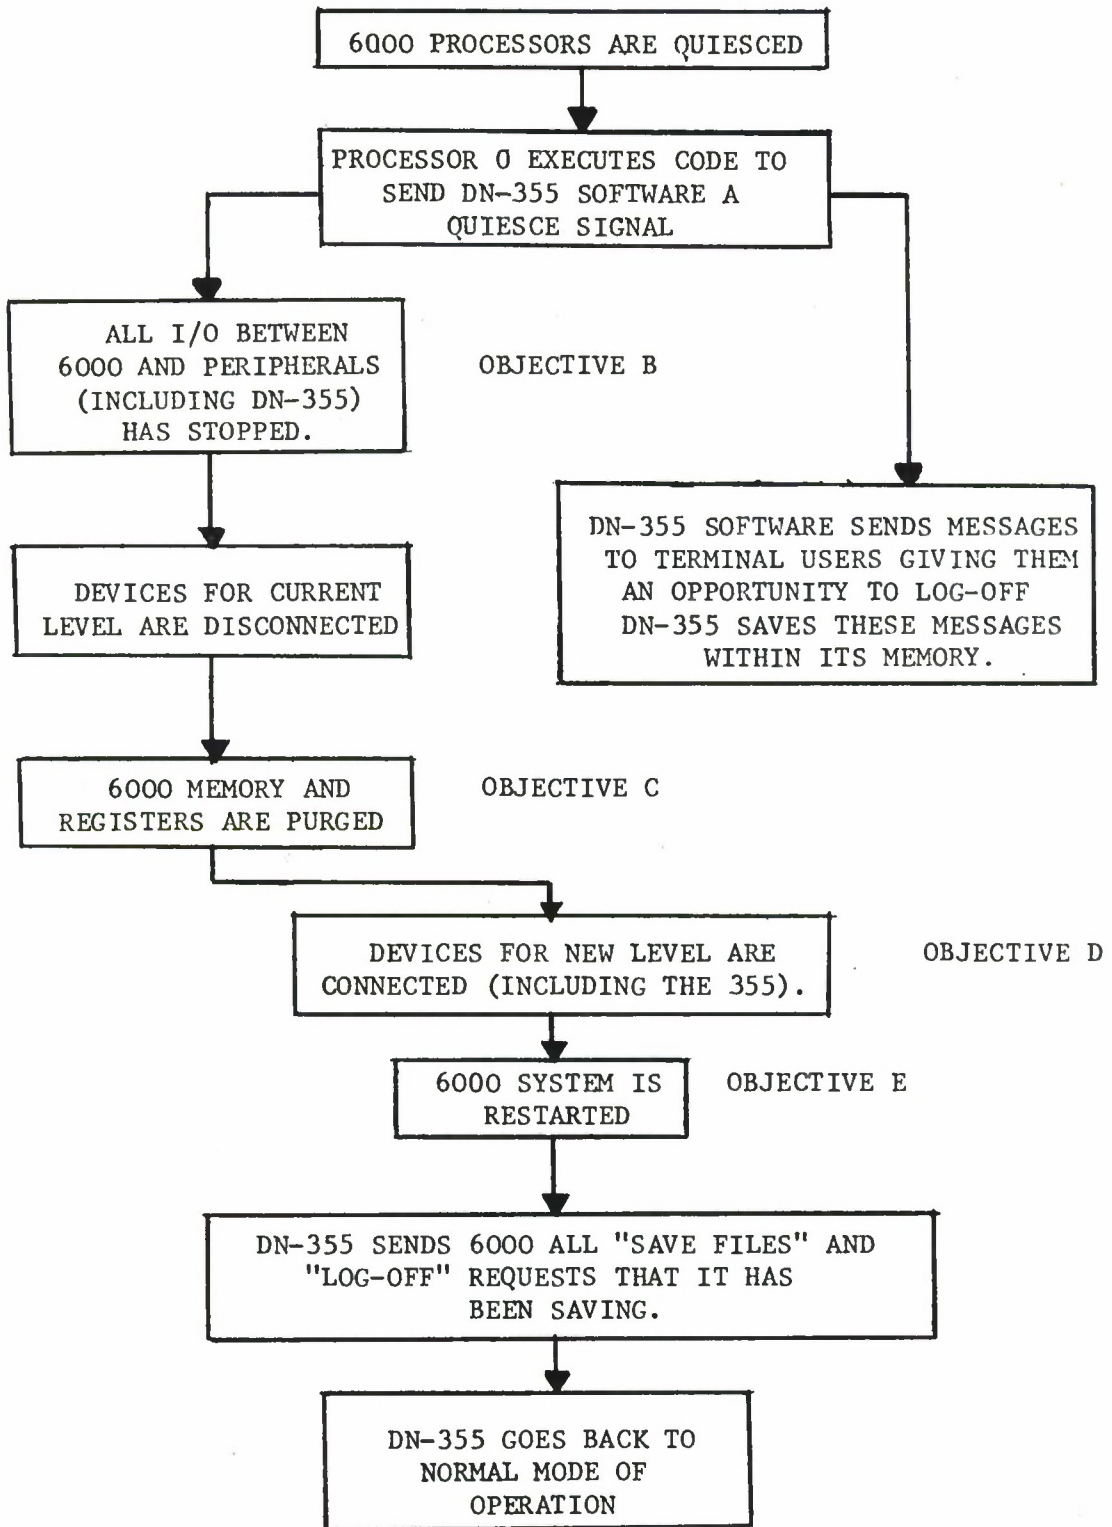 6000 PROCESSORS ARE QUIESCED
PROCESSOR 0 EXECUTES CODE TO
SEND DN-355 SOFTWARE A
QUIESCE SIGNAL
ALL I/O BETWEEN
6000 AND PERIPHERALS
(INCLUDING DN-355)
HAS STOPPED.
OBJECTIVE B
DN-355 SOFTWARE SENDS MESSAGES
TO TERMINAL USERS GIVING THEM
AN OPPORTUNITY TO LOG-OFF
DN-355 SAVES THESE MESSAGES
WITHIN ITS MEMORY.
DEVICES FOR CURRENT
LEVEL ARE DISCONNECTED
6000 MEMORY AND
REGISTERS ARE PURGED
OBJECTIVE C
DEVICES FOR NEW LEVEL ARE
CONNECTED (INCLUDING THE 355).
OBJECTIVE D
6000 SYSTEM IS
RESTARTED
OBJECTIVE E
DN-355 SENDS 6000 ALL "SAVE FILES" AND
"LOG-OFF" REQUESTS THAT IT HAS
BEEN SAVING.
DN-355 GOES BACK TO
NORMAL MODE OF
OPERATION